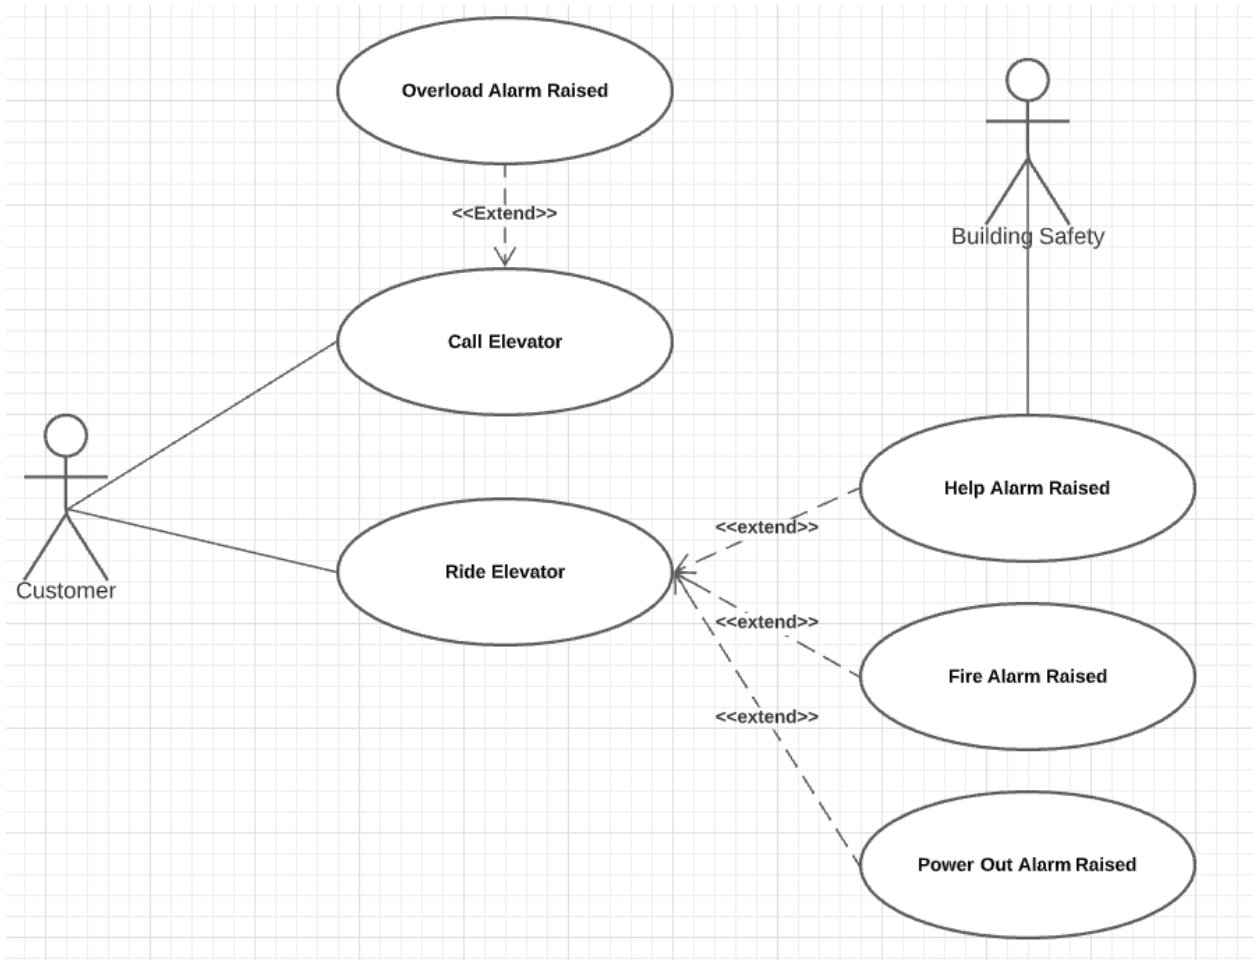 Overload Alarm Raised
<<Extend>>
Building Safety
Call Elevator
Help Alarm Raised
<<extend>>
Ride Elevator
Customer
<<extend>>
Fire Alarm Raised
<<extend>>
Power Out Alarm Raised